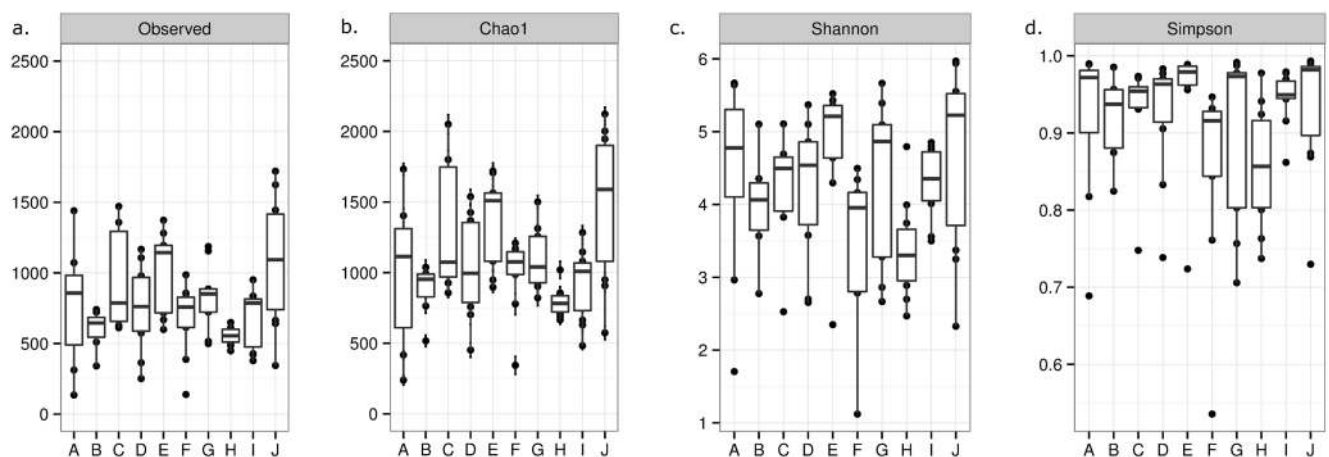 a.
Observed
2500
2000
1500
1000
500
0
A B C D E F G H I J
b.
Chao1
2500
2000
1500
1000
500
0
A B C D E F G H I J
c.
Shannon
6
5
4
3
2
1
A B C D E F G H I J
d.
Simpson
1.0
0.9
0.8
0.7
0.6
A B C D E F G H I J